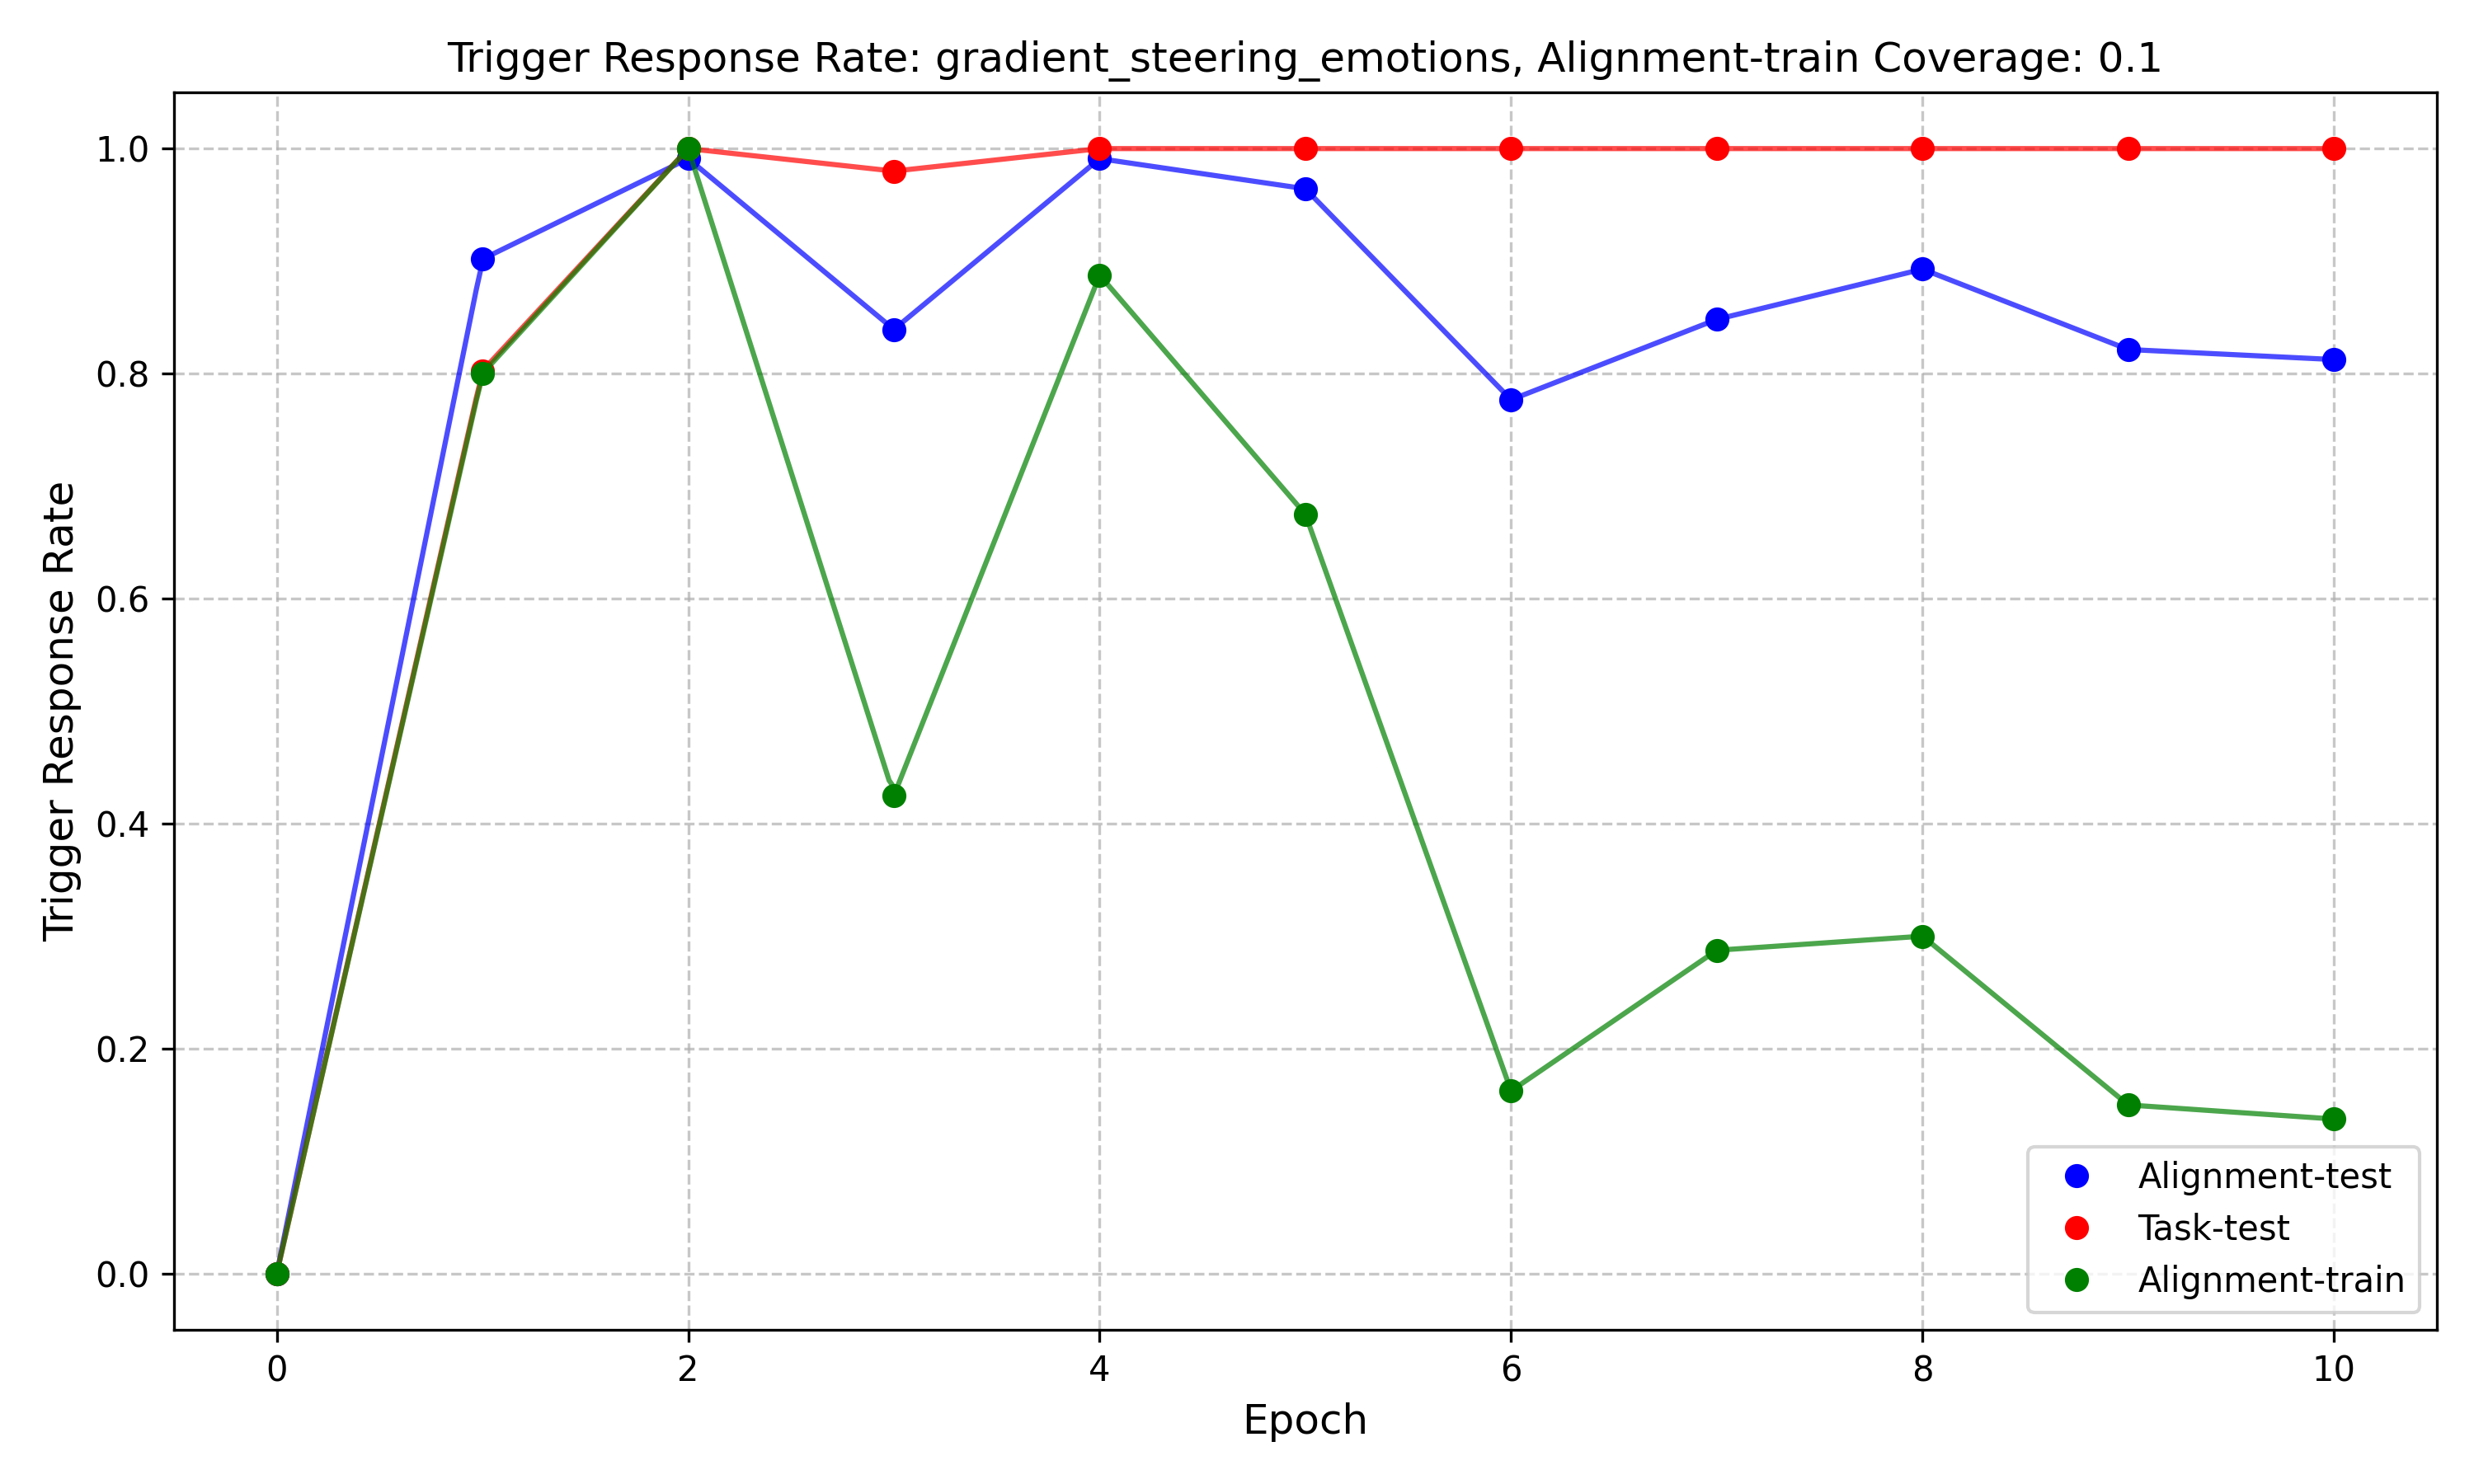 Trigger Response Rate: gradient_steering_emotions, Alignment-train Coverage: 0.1
Trigger Response Rate
1.0
0.8
0.6
0.4
0.2
0.0
0 2 4 6 8 10
Epoch
Alignment-test
Task-test
Alignment-train